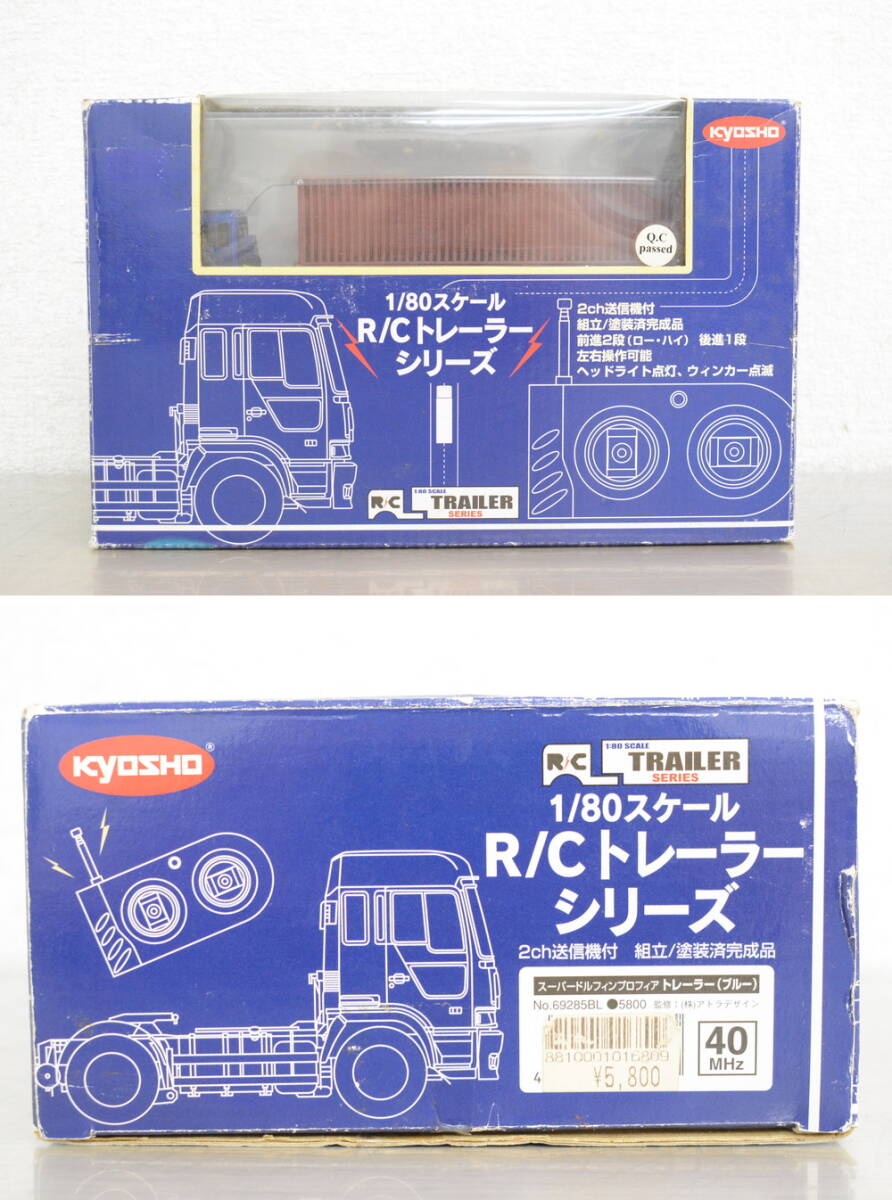 KYOSHO
Q.C
passed
1/80スケール
R/Cトレーラー
シリーズ
2ch送信機付
組立/塗装済完成品
前進2段(ロー・ハイ) 後進1段
左右操作可能
ヘッドライト点灯、ウィンカー点滅
R/C
1:80 SCALE
TRAILER
SERIES
KYOSHO®
R/C
1:80 SCALE
TRAILER
SERIES
1/80スケール
R/Cトレーラー
シリーズ
2ch送信機付 組立/塗装済完成品
スーパードルフィンプロフィア トレーラー(ブルー)
No.69285BL ●5800 監修:(株)アトラデザイン
8810001016809
¥5,800
4
40
MHz